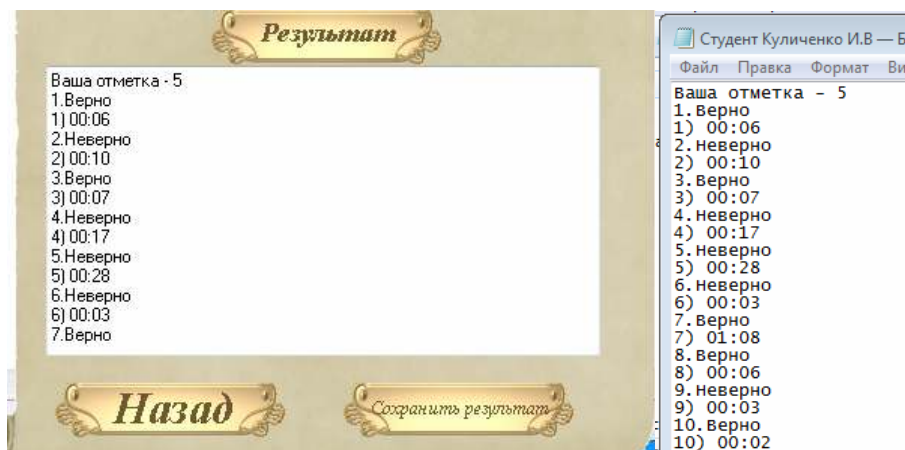 Результат
Ваша отметка - 5
1.Верно
1) 00:06
2.Неверно
2) 00:10
3.Верно
3) 00:07
4.Неверно
4) 00:17
5.Неверно
5) 00:28
6.Неверно
6) 00:03
7.Верно
Назад
Сохранить результат
Студент Куличенко И.В — Б
Файл Правка Формат Ви
Ваша отметка - 5
1.Верно
1) 00:06
2.Неверно
2) 00:10
3.Верно
3) 00:07
4.Неверно
4) 00:17
5.Неверно
5) 00:28
6.Неверно
6) 00:03
7.Верно
7) 01:08
8.Верно
8) 00:06
9.Неверно
9) 00:03
10.Верно
10) 00:02